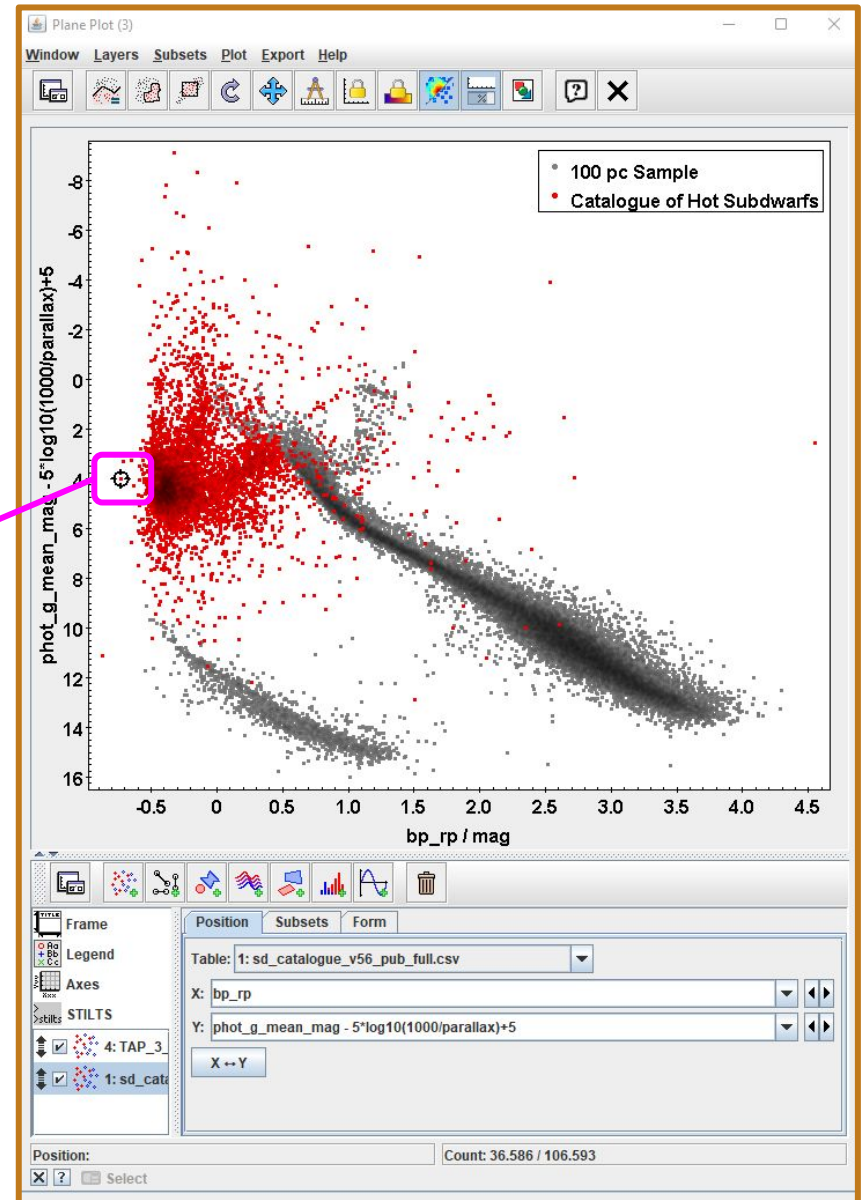 Plane Plot (3)
Window Layers Subsets Plot Export Help
100 pc Sample
Catalogue of Hot Subdwarfs
phot_g_mean_mag - 5*log10(1000/parallax)+5
-8
-6
-4
-2
0
2
4
6
8
10
12
14
16
-0.5 0 0.5 1.0 1.5 2.0 2.5 3.0 3.5 4.0 4.5
bp_rp / mag
Frame
Legend
Axes
STILTS
4: TAP_3_
1: sd_cata
Position Subsets Form
Table: 1: sd_catalogue_v56_pub_full.csv
X: bp_rp
Y: phot_g_mean_mag - 5*log10(1000/parallax)+5
X↔Y
Position:
Count: 36.586 / 106.593
Select